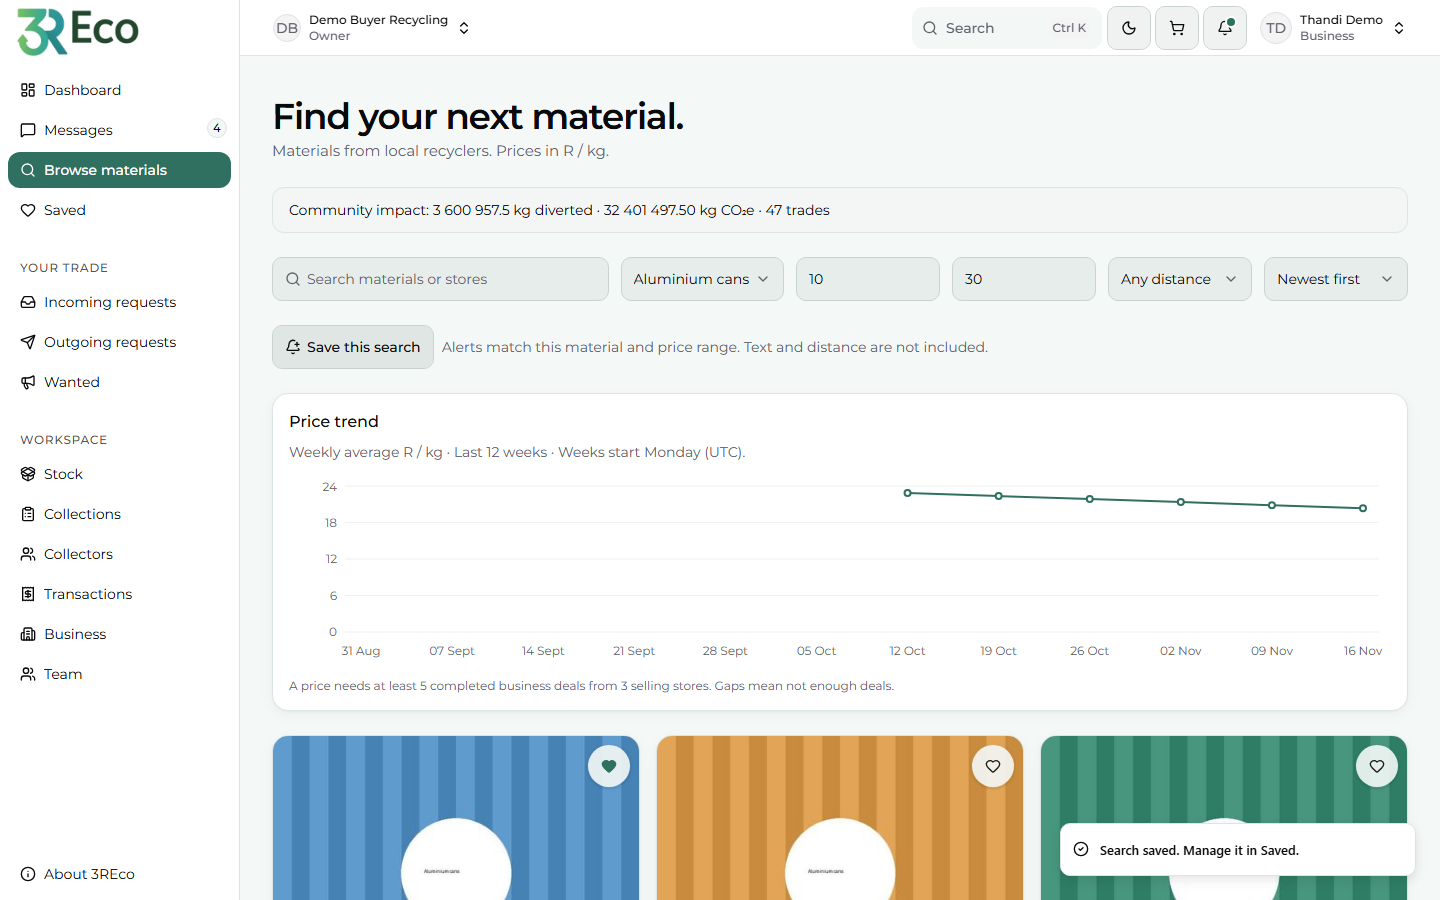 3R Eco
Dashboard
Messages
4
Browse materials
Saved
YOUR TRADE
Incoming requests
Outgoing requests
Wanted
WORKSPACE
Stock
Collections
Collectors
Transactions
Business
Team
About 3REco
DB
Demo Buyer Recycling
Owner
Search
Ctrl K
TD
Thandi Demo
Business
Find your next material.
Materials from local recyclers. Prices in R / kg.
Community impact: 3 600 957.5 kg diverted · 32 401 497.50 kg CO₂e · 47 trades
Search materials or stores
Aluminium cans
10
30
Any distance
Newest first
Save this search
Alerts match this material and price range. Text and distance are not included.
Price trend
Weekly average R / kg · Last 12 weeks · Weeks start Monday (UTC).
24
18
12
6
0
31 Aug
07 Sept
14 Sept
21 Sept
28 Sept
05 Oct
12 Oct
19 Oct
26 Oct
02 Nov
09 Nov
16 Nov
A price needs at least 5 completed business deals from 3 selling stores. Gaps mean not enough deals.
Aluminium cans
Aluminium cans
Search saved. Manage it in Saved.